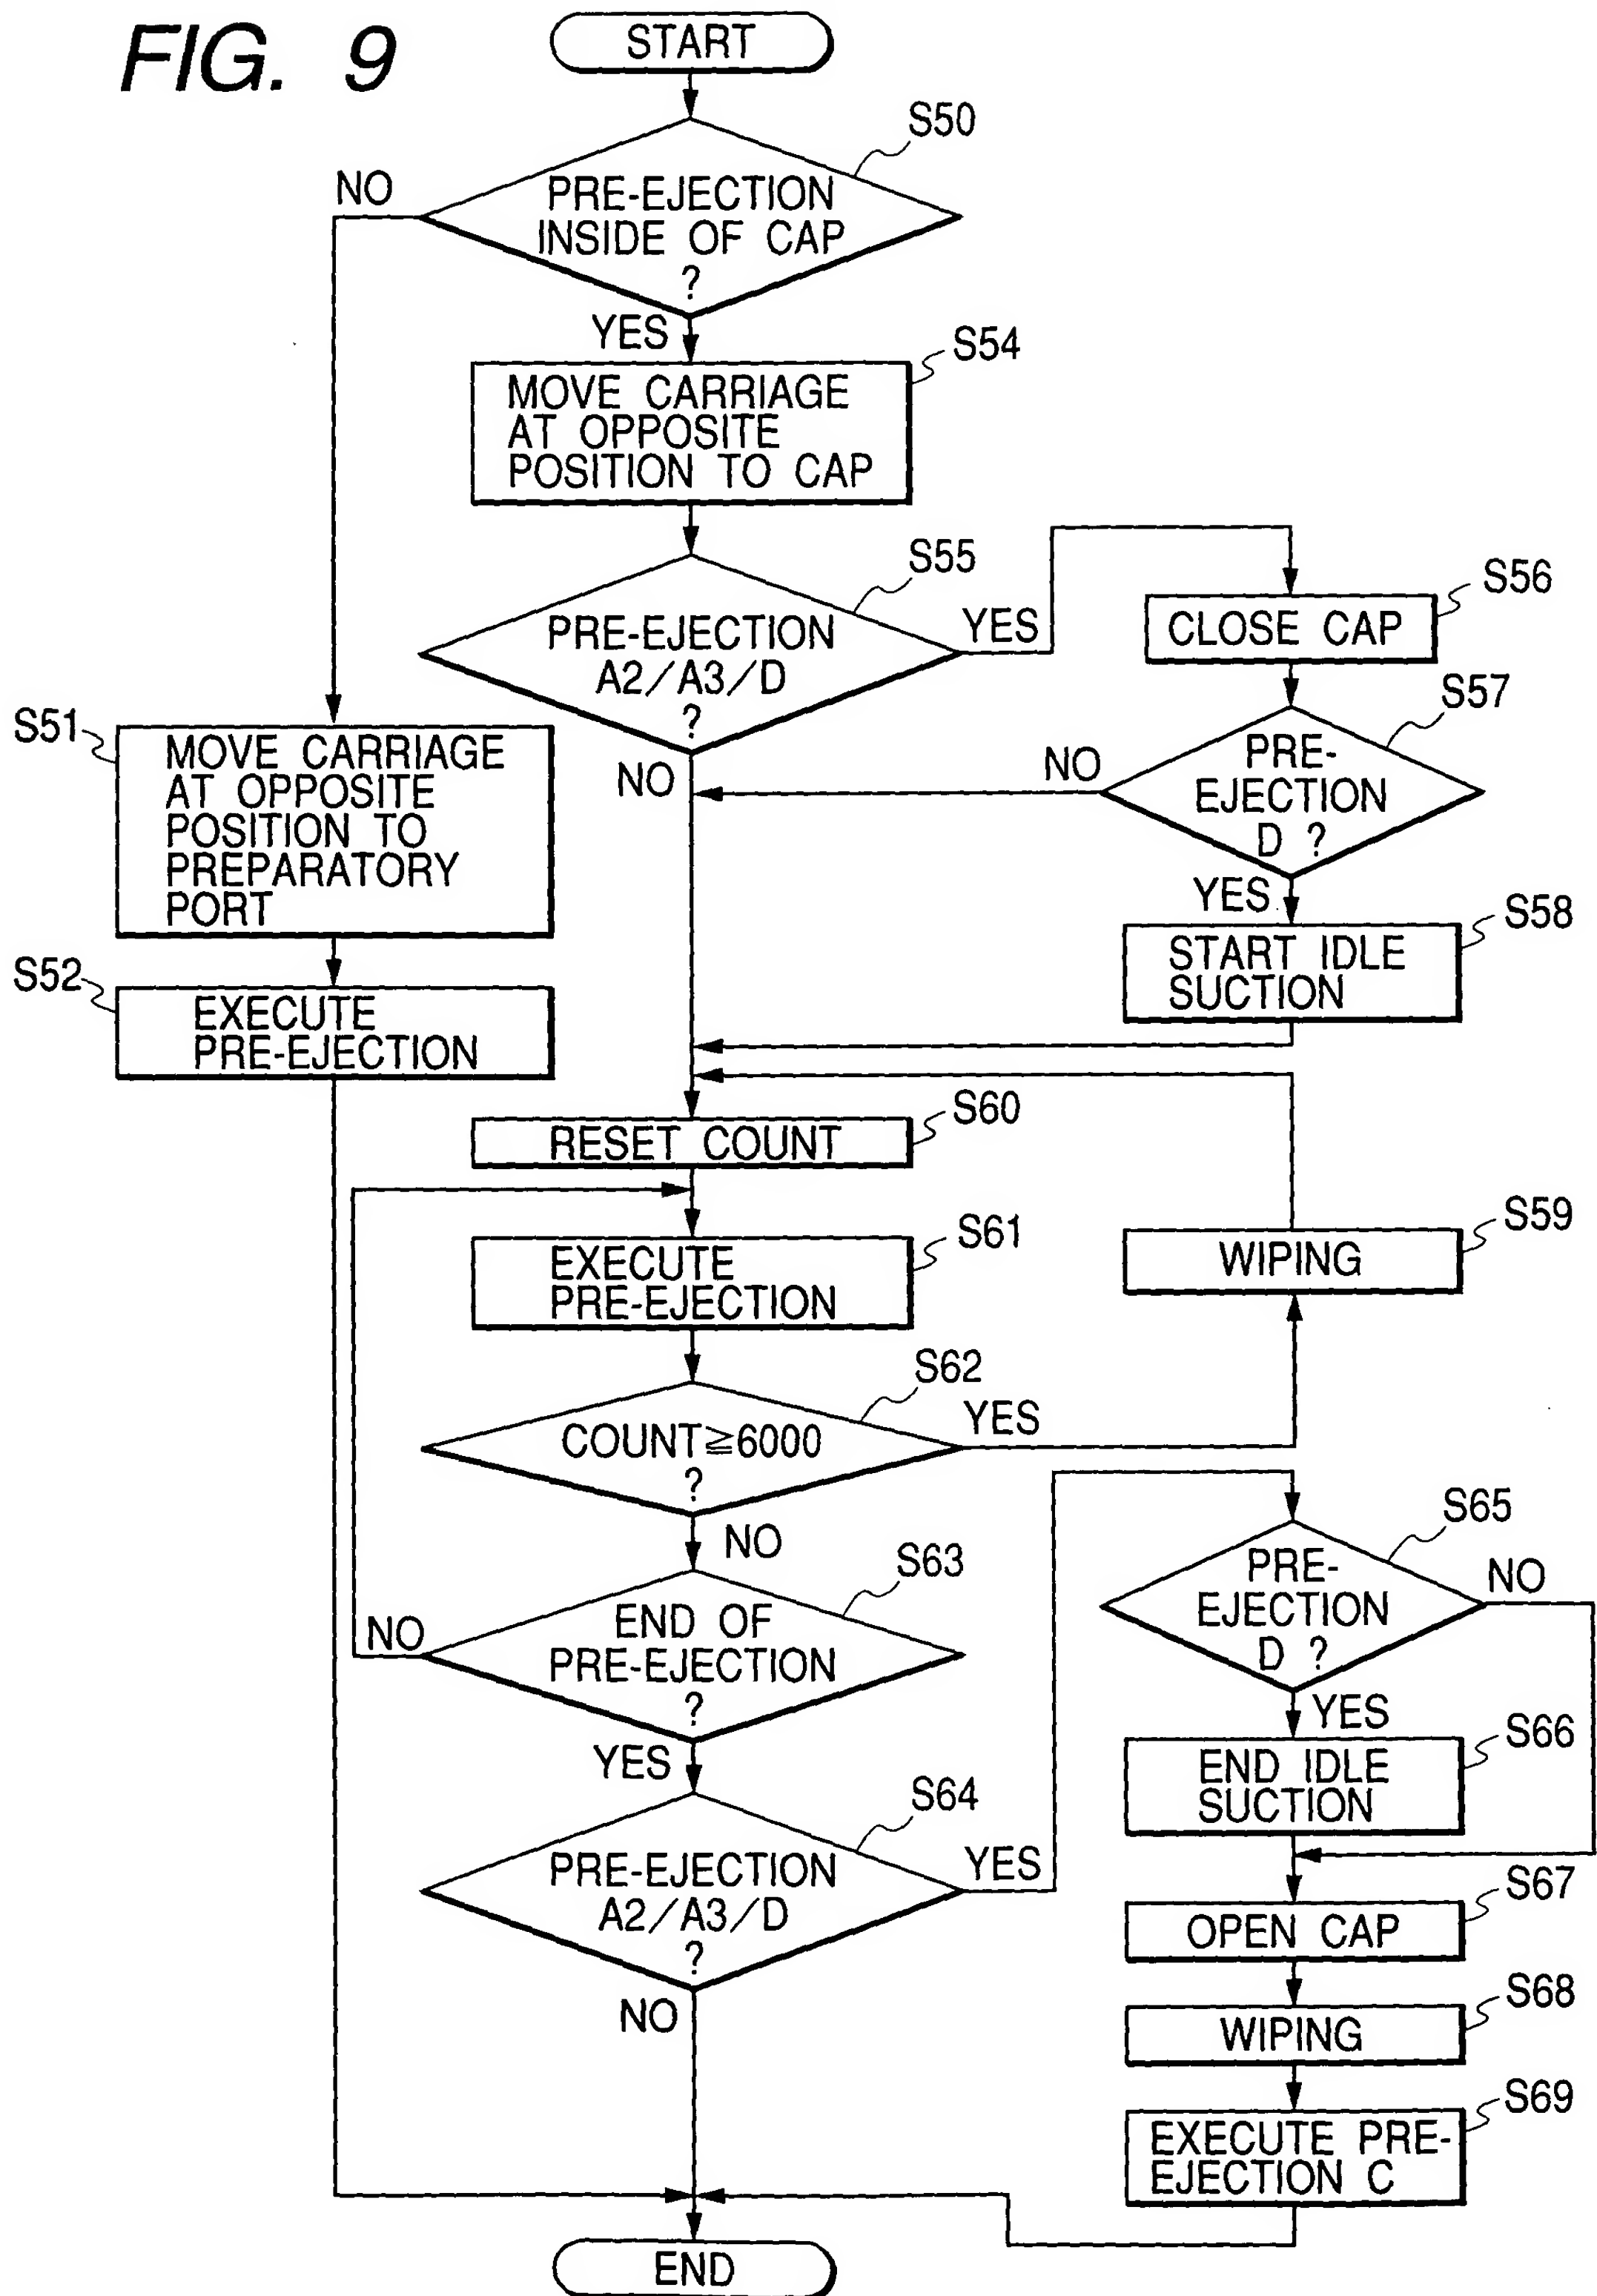 FIG. 9
START
S50
NO
PRE-EJECTION
INSIDE OF CAP
?
YES
S54
MOVE CARRIAGE
AT OPPOSITE
POSITION TO CAP
S55
PRE-EJECTION
A2/A3/D
?
YES
NO
S56
CLOSE CAP
S57
PRE-
EJECTION
D ?
NO
YES
S58
START IDLE
SUCTION
S51
MOVE CARRIAGE
AT OPPOSITE
POSITION TO
PREPARATORY
PORT
S52
EXECUTE
PRE-EJECTION
S60
RESET COUNT
S61
EXECUTE
PRE-EJECTION
S59
WIPING
S62
COUNT≧6000
?
YES
NO
S63
END OF
PRE-EJECTION
?
NO
YES
S64
PRE-EJECTION
A2/A3/D
?
YES
NO
S65
PRE-
EJECTION
D ?
NO
YES
S66
END IDLE
SUCTION
S67
OPEN CAP
S68
WIPING
S69
EXECUTE PRE-
EJECTION C
END